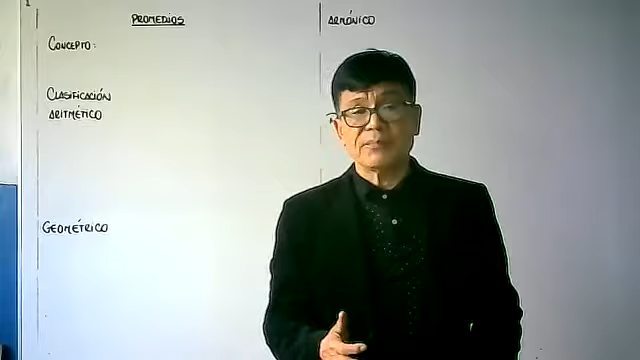 PROMEDIOS
CONCEPTO:
CLASIFICACIÓN
ARITMÉTICO
GEOMÉTRICO
ARMÓNICO